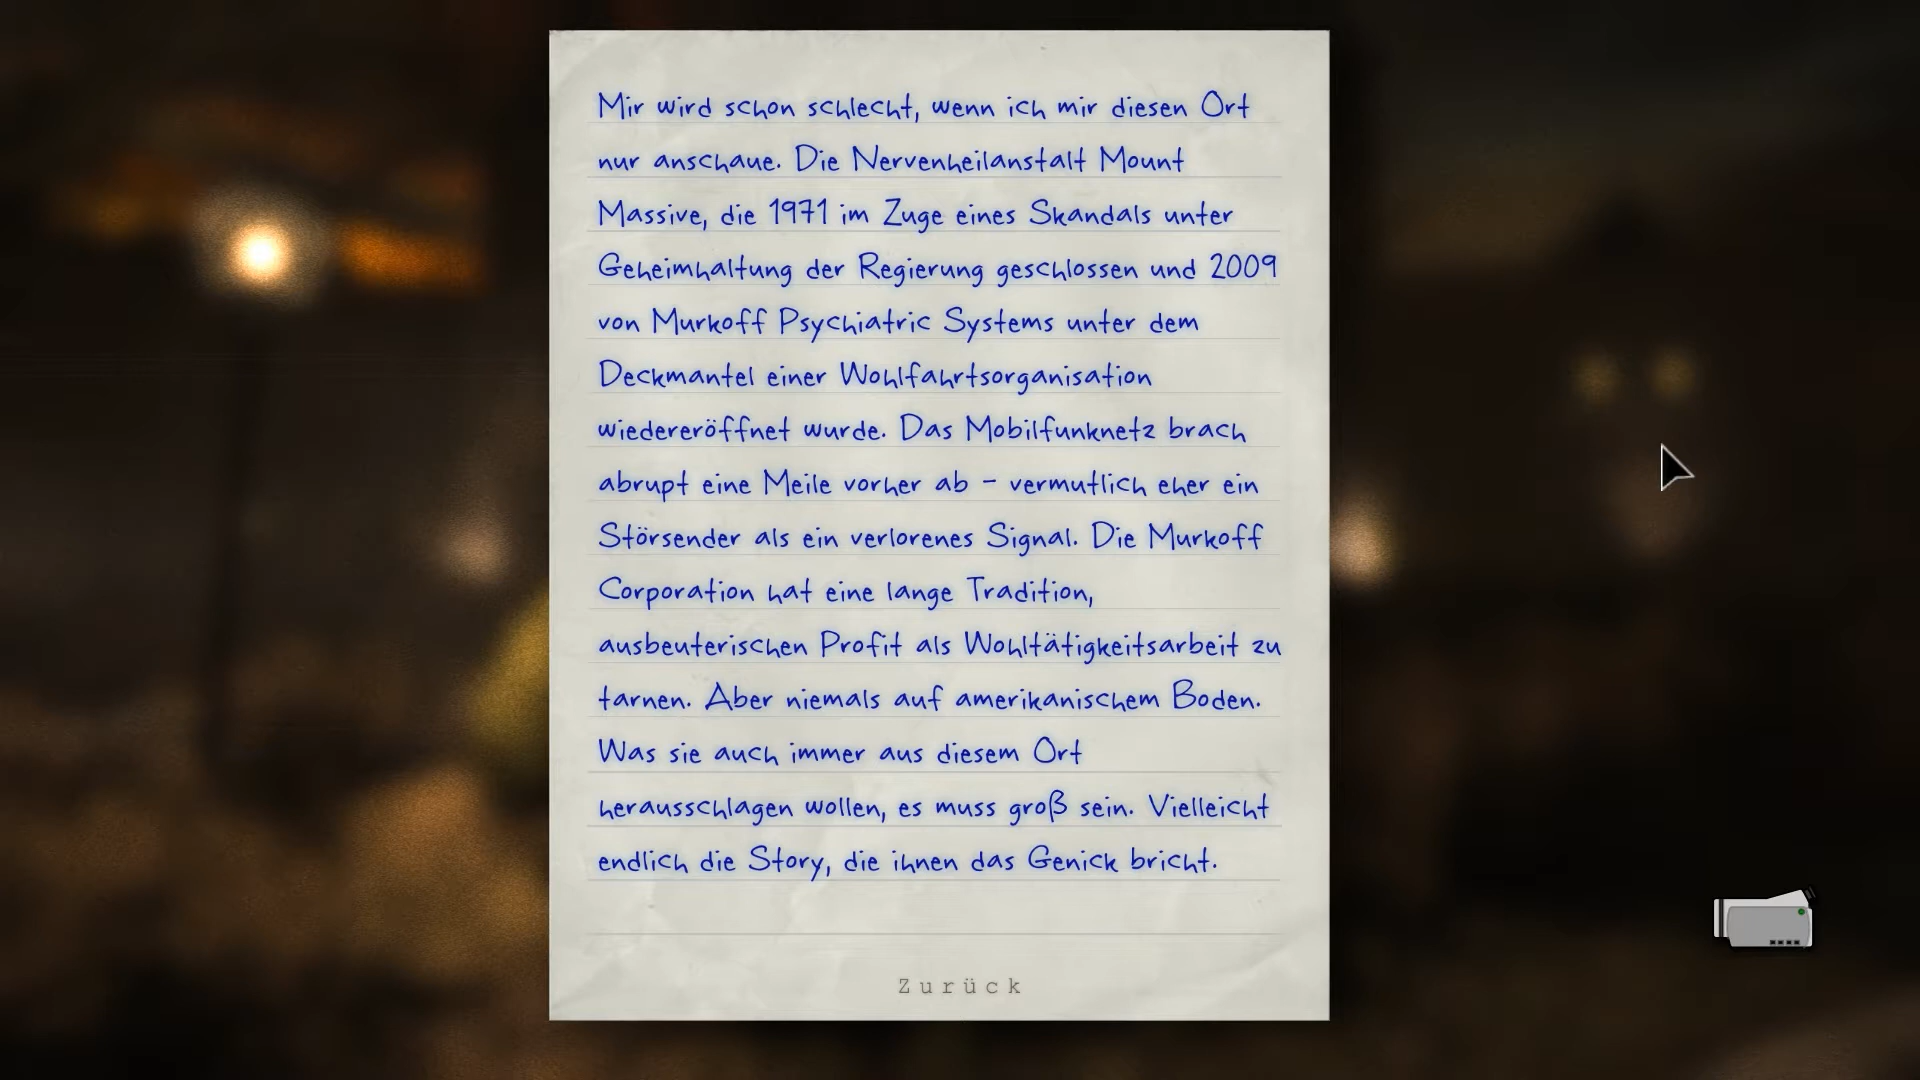 Mir wird schon schlecht, wenn ich mir diesen Ort
nur anschaue. Die Nervenheilanstalt Mount
Massive, die 1971 im Zuge eines Skandals unter
Geheimhaltung der Regierung geschlossen und 2009
von Murkoff Psychiatric Systems unter dem
Deckmantel einer Wohlfahrtsorganisation
wiedereröffnet wurde. Das Mobilfunknetz brach
abrupt eine Meile vorher ab - vermutlich eher ein
Störsender als ein verlorenes Signal. Die Murkoff
Corporation hat eine lange Tradition,
ausbeuterischen Profit als Wohltätigkeitsarbeit zu
tarnen. Aber niemals auf amerikanischem Boden.
Was sie auch immer aus diesem Ort
herausschlagen wollen, es muss groß sein. Vielleicht
endlich die Story, die ihnen das Genick bricht.
Zurück